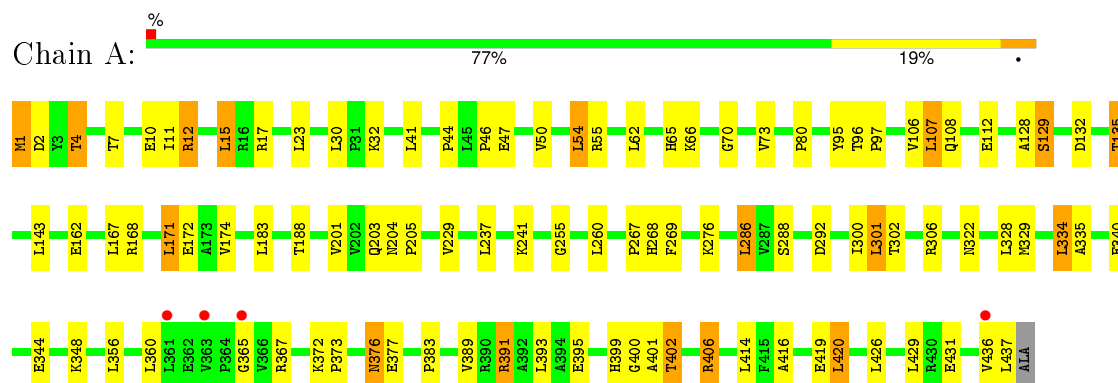 %
Chain A:
77% 19% •
M1 D2 Y3 T4 T7 E10 I11 R12 L15 R16 R17 L23 L30 P31 K32 L41 P44 L45 P46 E47 V50 L54 R55 L62 H65 K66 G70 V73 P80 Y95 T96 P97 V106 L107 Q108 E112 A128 S129 D132 T135
L143 E162 L167 R168 L171 E172 A173 V174 L183 T188 V201 V202 Q203 N204 P205 V229 L237 K241 G255 L260 P267 H268 F269 K276 L286 V287 S288 D292 I300 L301 T302 R306 N322 L328 M329 L334 A335
E344 K348 L356 L360 L361 E362 V363 P364 G365 V366 R367 K372 P373 N376 E377 P383 V389 R390 R391 A392 L393 A394 E395 H399 G400 A401 T402 R406 L414 F415 A416 E419 L420 L426 L429 R430 E431 V436 L437 ALA